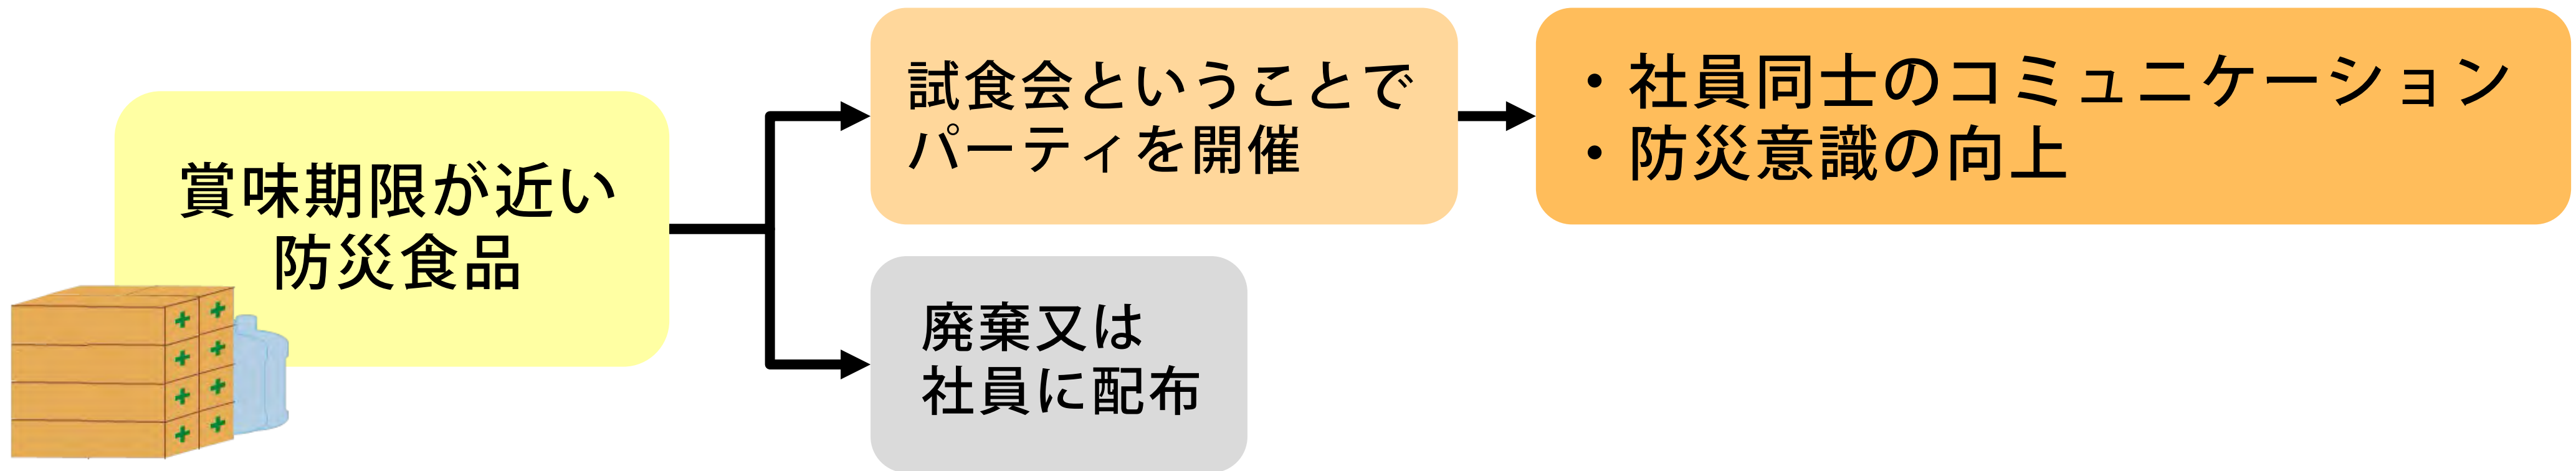 賞味期限が近い
防災食品
試食会ということで
パーティを開催
・社員同士のコミュニケーション
・防災意識の向上
廃棄又は
社員に配布